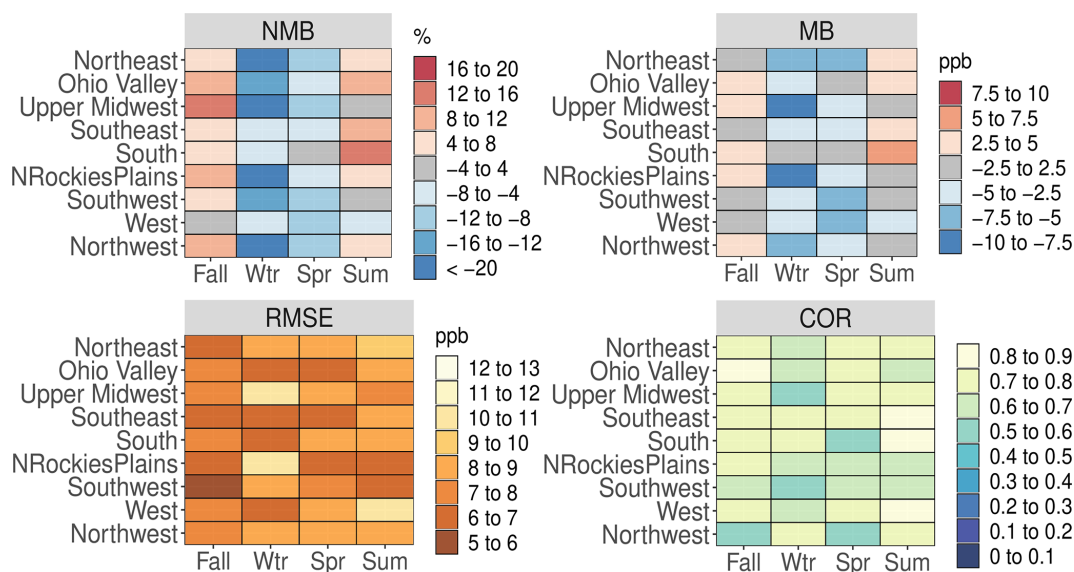 NMB
%
Northeast
Ohio Valley
Upper Midwest
Southeast
South
NRockiesPlains
Southwest
West
Northwest
Fall Wtr Spr Sum
16 to 20
12 to 16
8 to 12
4 to 8
−4 to 4
−8 to −4
−12 to −8
−16 to −12
< −20
MB
ppb
Northeast
Ohio Valley
Upper Midwest
Southeast
South
NRockiesPlains
Southwest
West
Northwest
Fall Wtr Spr Sum
7.5 to 10
5 to 7.5
2.5 to 5
−2.5 to 2.5
−5 to −2.5
−7.5 to −5
−10 to −7.5
RMSE
ppb
Northeast
Ohio Valley
Upper Midwest
Southeast
South
NRockiesPlains
Southwest
West
Northwest
Fall Wtr Spr Sum
12 to 13
11 to 12
10 to 11
9 to 10
8 to 9
7 to 8
6 to 7
5 to 6
COR
Northeast
Ohio Valley
Upper Midwest
Southeast
South
NRockiesPlains
Southwest
West
Northwest
Fall Wtr Spr Sum
0.8 to 0.9
0.7 to 0.8
0.6 to 0.7
0.5 to 0.6
0.4 to 0.5
0.3 to 0.4
0.2 to 0.3
0.1 to 0.2
0 to 0.1